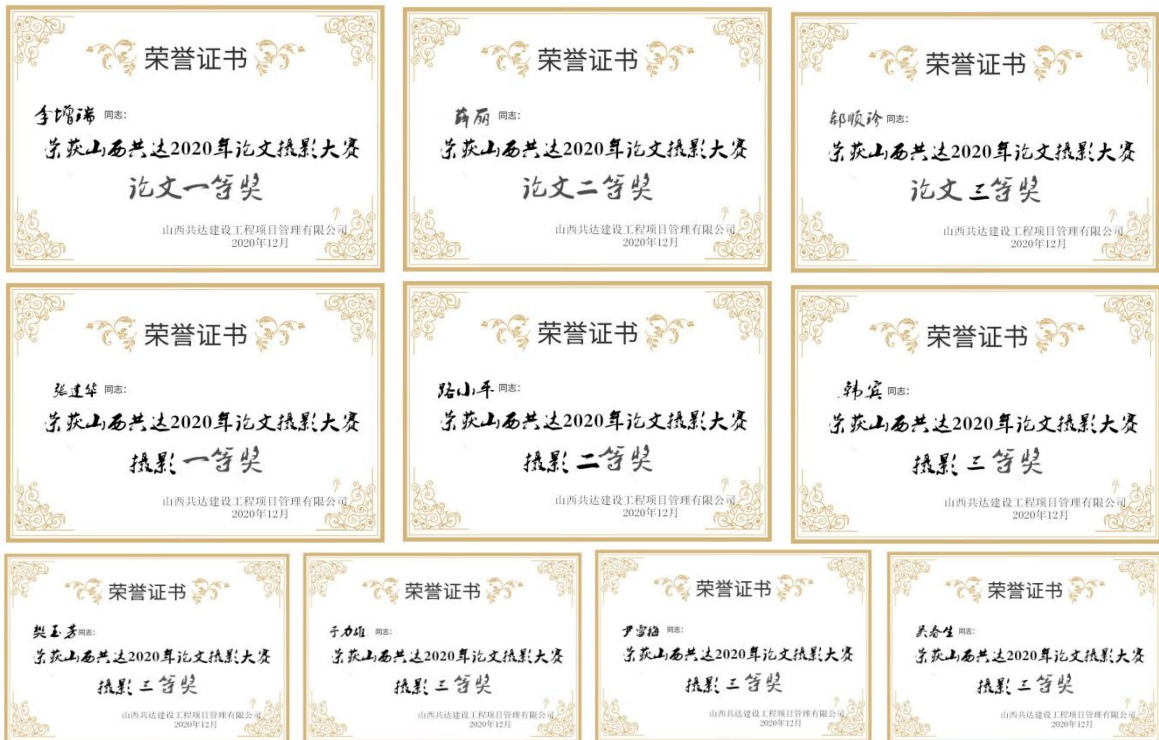 荣誉证书
李增瑞 同志:
荣获山西共达2020年论文摄影大赛
论文一等奖
山西共达建设工程项目管理有限公司
2020年12月
荣誉证书
薛丽 同志:
荣获山西共达2020年论文摄影大赛
论文二等奖
山西共达建设工程项目管理有限公司
2020年12月
荣誉证书
郝顺珍 同志:
荣获山西共达2020年论文摄影大赛
论文三等奖
山西共达建设工程项目管理有限公司
2020年12月
荣誉证书
张建华 同志:
荣获山西共达2020年论文摄影大赛
摄影一等奖
山西共达建设工程项目管理有限公司
2020年12月
荣誉证书
路小平 同志:
荣获山西共达2020年论文摄影大赛
摄影二等奖
山西共达建设工程项目管理有限公司
2020年12月
荣誉证书
韩宾 同志:
荣获山西共达2020年论文摄影大赛
摄影三等奖
山西共达建设工程项目管理有限公司
2020年12月
荣誉证书
樊玉芳 同志:
荣获山西共达2020年论文摄影大赛
摄影三等奖
山西共达建设工程项目管理有限公司
2020年12月
荣誉证书
于力雄 同志:
荣获山西共达2020年论文摄影大赛
摄影三等奖
山西共达建设工程项目管理有限公司
2020年12月
荣誉证书
尹雪梅 同志:
荣获山西共达2020年论文摄影大赛
摄影三等奖
山西共达建设工程项目管理有限公司
2020年12月
荣誉证书
吴春生 同志:
荣获山西共达2020年论文摄影大赛
摄影三等奖
山西共达建设工程项目管理有限公司
2020年12月